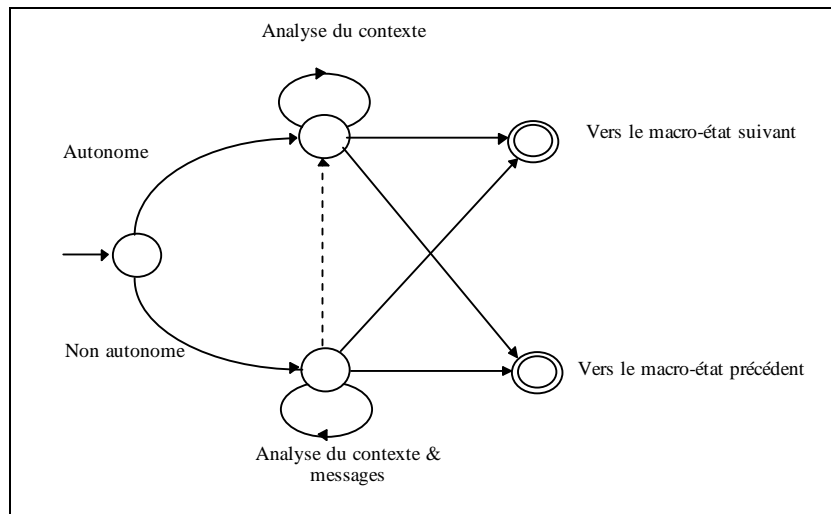 Analyse du contexte
Vers le macro-état suivant
Autonome
Non autonome
Vers le macro-état précédent
Analyse du contexte &
messages